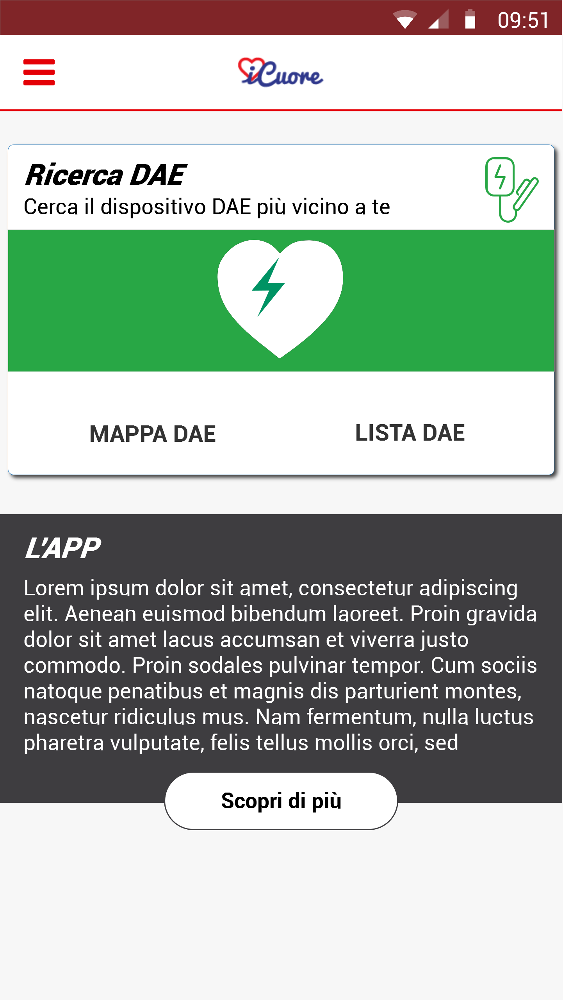 09:51
iCuore
Ricerca DAE
Cerca il dispositivo DAE più vicino a te
MAPPA DAE
LISTA DAE
L'APP
Lorem ipsum dolor sit amet, consectetur adipiscing
elit. Aenean euismod bibendum laoreet. Proin gravida
dolor sit amet lacus accumsan et viverra justo
commodo. Proin sodales pulvinar tempor. Cum sociis
natoque penatibus et magnis dis parturient montes,
nascetur ridiculus mus. Nam fermentum, nulla luctus
pharetra vulputate, felis tellus mollis orci, sed
Scopri di più